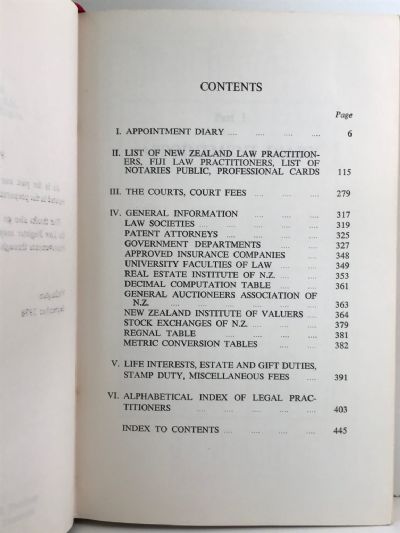 CONTENTS
Page
I. APPOINTMENT DIARY .... .... .... .... 6
II. LIST OF NEW ZEALAND LAW PRACTITION-
ERS, FIJI LAW PRACTITIONERS, LIST OF
NOTARIES PUBLIC, PROFESSIONAL CARDS 115
III. THE COURTS, COURT FEES .... .... 279
IV. GENERAL INFORMATION .... .... .... 317
LAW SOCIETIES .... .... .... .... 319
PATENT ATTORNEYS .... .... .... 325
GOVERNMENT DEPARTMENTS .... .... 327
APPROVED INSURANCE COMPANIES .... 348
UNIVERSITY FACULTIES OF LAW .... .... 349
REAL ESTATE INSTITUTE OF N.Z. .... .... 353
DECIMAL COMPUTATION TABLE .... .... 361
GENERAL AUCTIONEERS ASSOCIATION OF
N.Z. .... .... .... .... .... 363
NEW ZEALAND INSTITUTE OF VALUERS .... 364
STOCK EXCHANGES OF N.Z. .... .... .... 379
REGNAL TABLE .... .... .... .... 381
METRIC CONVERSION TABLES .... .... 382
V. LIFE INTERESTS, ESTATE AND GIFT DUTIES,
STAMP DUTY, MISCELLANEOUS FEES .... 391
VI. ALPHABETICAL INDEX OF LEGAL PRAC-
TITIONERS .... .... .... .... 403
INDEX TO CONTENTS .... .... .... .... 445